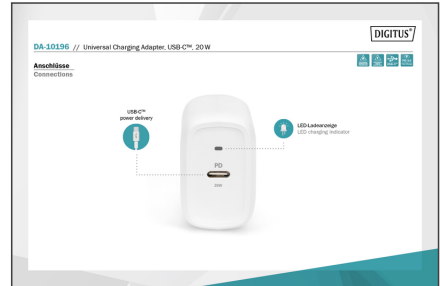 DIGITUS®
DA-10196 // Universal Charging Adapter, USB-C™, 20 W
Anschlüsse
Connections
USB-C™
power delivery
LED-Ladeanzeige
LED charging indicator
PD
20W